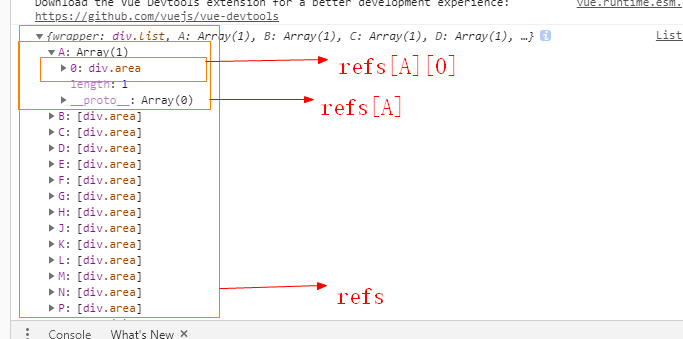 Download the Vue Devtools extension for a better development experience:
vue.runtime.esm.
https://github.com/vuejs/vue-devtools
▼{wrapper: div.list, A: Array(1), B: Array(1), C: Array(1), D: Array(1), …} i
List
▼A: Array(1)
▶0: div.area
refs[A][0]
length: 1
▶__proto__: Array(0)
refs[A]
▶B: [div.area]
▶C: [div.area]
▶D: [div.area]
▶E: [div.area]
▶F: [div.area]
▶G: [div.area]
▶H: [div.area]
▶J: [div.area]
▶K: [div.area]
▶L: [div.area]
▶M: [div.area]
▶N: [div.area]
refs
▶P: [div.area]
⋮ Console What's New ×